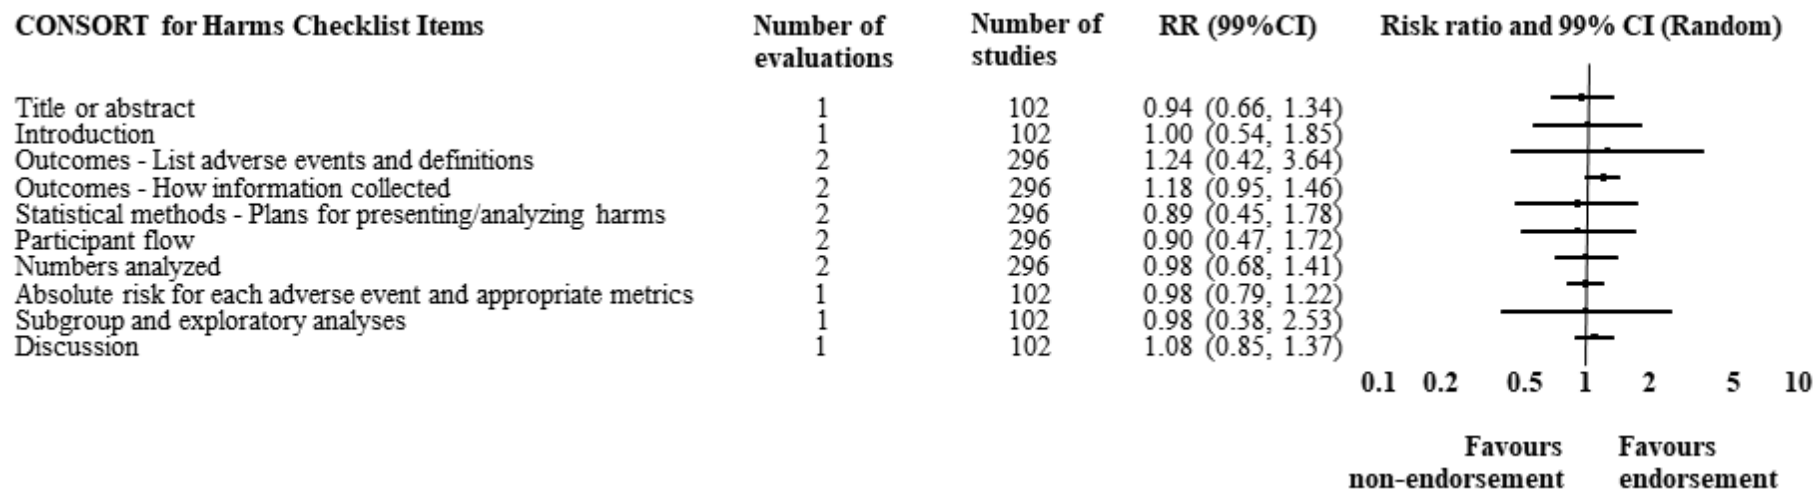 CONSORT for Harms Checklist Items Number of evaluations Number of studies RR (99%CI) Risk ratio and 99% CI (Random)
Title or abstract 1 102 0.94 (0.66, 1.34)
Introduction 1 102 1.00 (0.54, 1.85)
Outcomes - List adverse events and definitions 2 296 1.24 (0.42, 3.64)
Outcomes - How information collected 2 296 1.18 (0.95, 1.46)
Statistical methods - Plans for presenting/analyzing harms 2 296 0.89 (0.45, 1.78)
Participant flow 2 296 0.90 (0.47, 1.72)
Numbers analyzed 2 296 0.98 (0.68, 1.41)
Absolute risk for each adverse event and appropriate metrics 1 102 0.98 (0.79, 1.22)
Subgroup and exploratory analyses 1 102 0.98 (0.38, 2.53)
Discussion 1 102 1.08 (0.85, 1.37)
0.1 0.2 0.5 1 2 5 10
Favours non-endorsement Favours endorsement